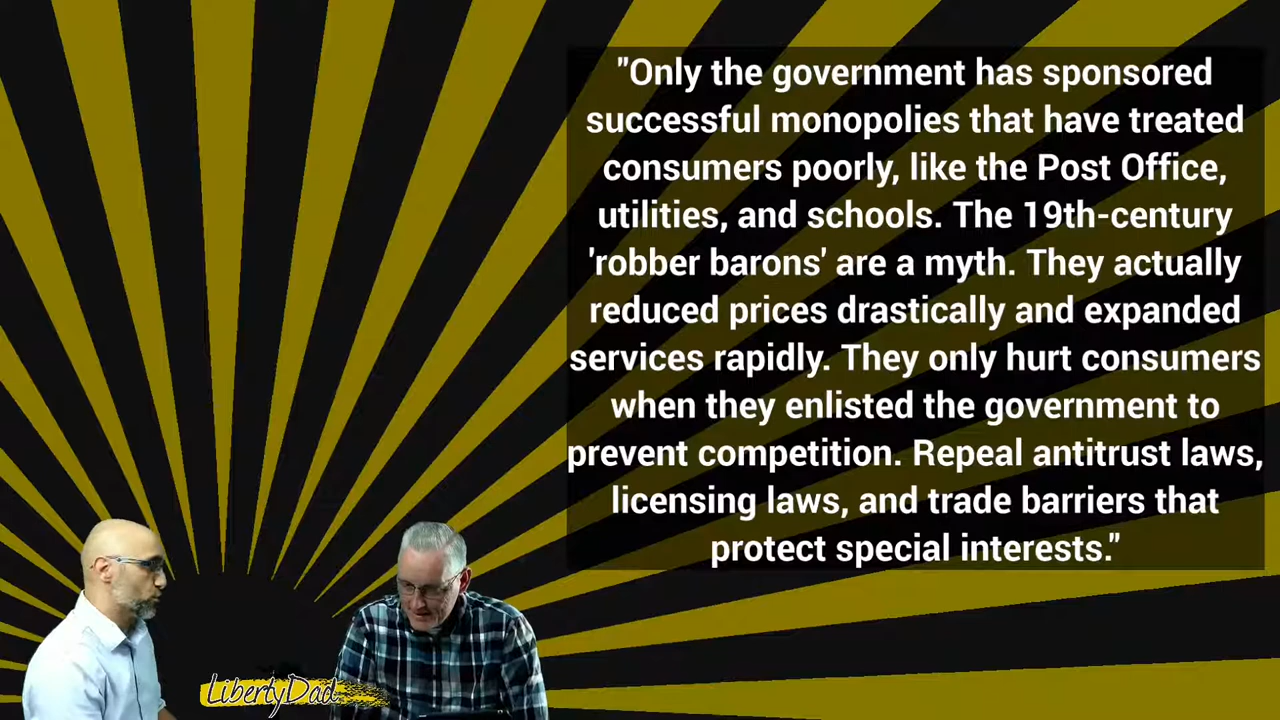 "Only the government has sponsored
successful monopolies that have treated
consumers poorly, like the Post Office,
utilities, and schools. The 19th-century
'robber barons' are a myth. They actually
reduced prices drastically and expanded
services rapidly. They only hurt consumers
when they enlisted the government to
prevent competition. Repeal antitrust laws,
licensing laws, and trade barriers that
protect special interests."
LibertyDad